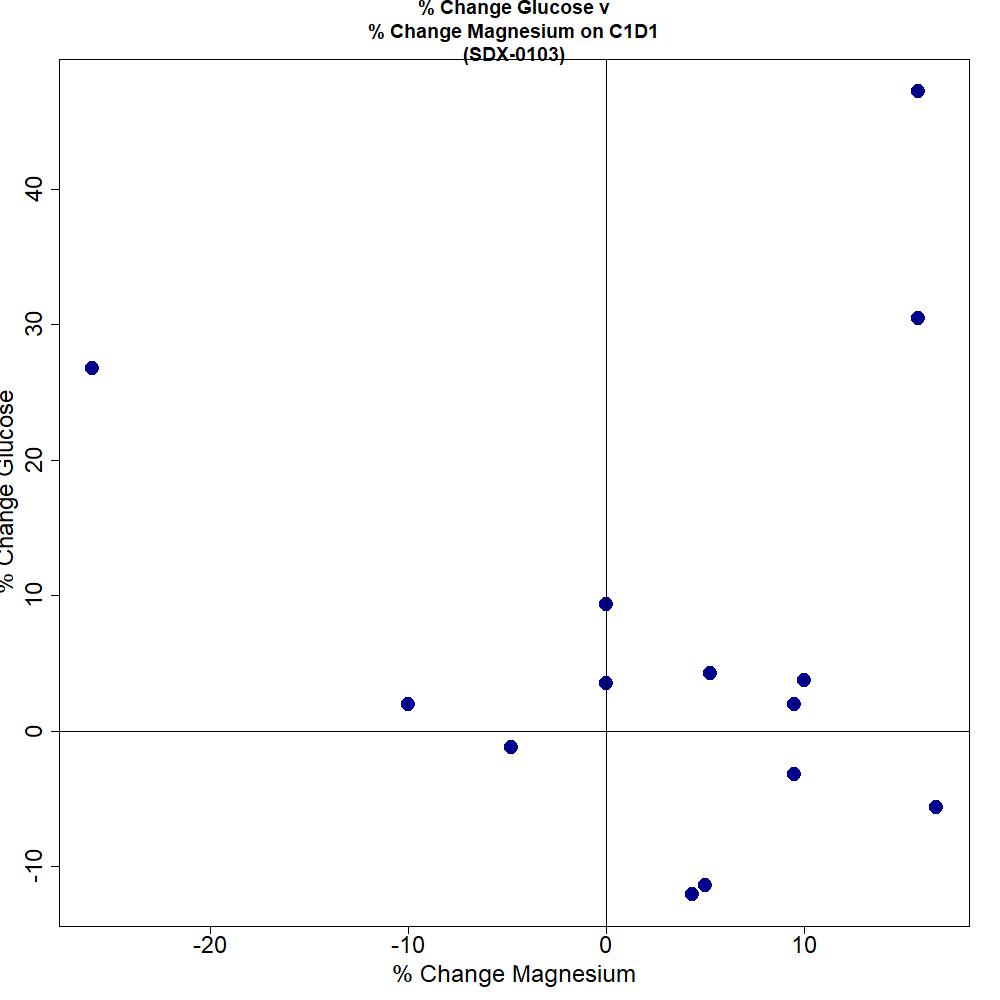 % Change Glucose v
% Change Magnesium on C1D1
(SDX-0103)
% Change Glucose
40
30
20
10
0
-10
-20
-10
0
10
% Change Magnesium